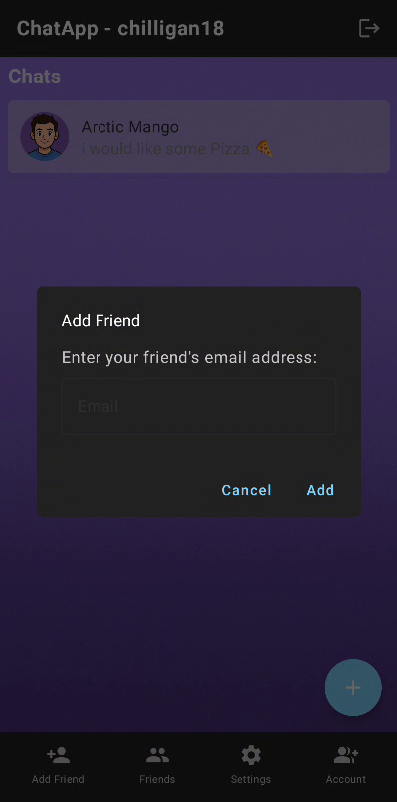 ChatApp - chilligan18
Chats
Arctic Mango
i would like some Pizza 🍕
Add Friend
Enter your friend's email address:
Email
Cancel Add
Add Friend Friends Settings Account